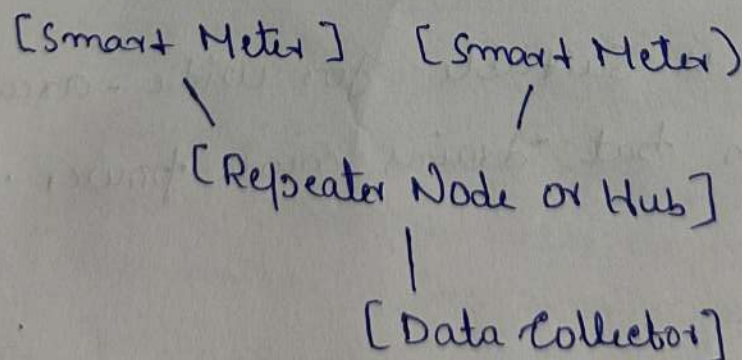 [Smart Meter] [Smart Meter)
[Repeater Node or Hub]
[Data Collector]